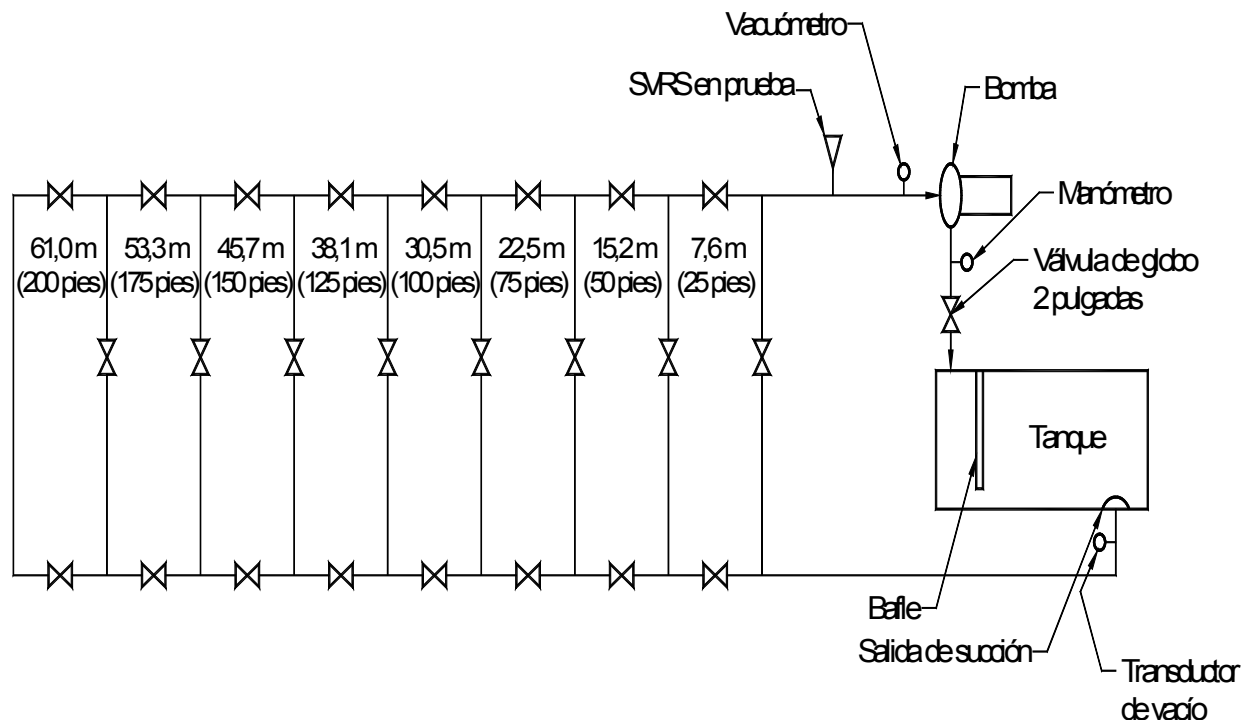 Vacuómetro
SVRS en prueba
Bomba
Manómetro
Válvula de globo
2 pulgadas
61,0 m
(200 pies)
53,3 m
(175 pies)
45,7 m
(150 pies)
38,1 m
(125 pies)
30,5 m
(100 pies)
22,5 m
(75 pies)
15,2 m
(50 pies)
7,6 m
(25 pies)
Tanque
Bafle
Salida de succión
Transductor
de vacío